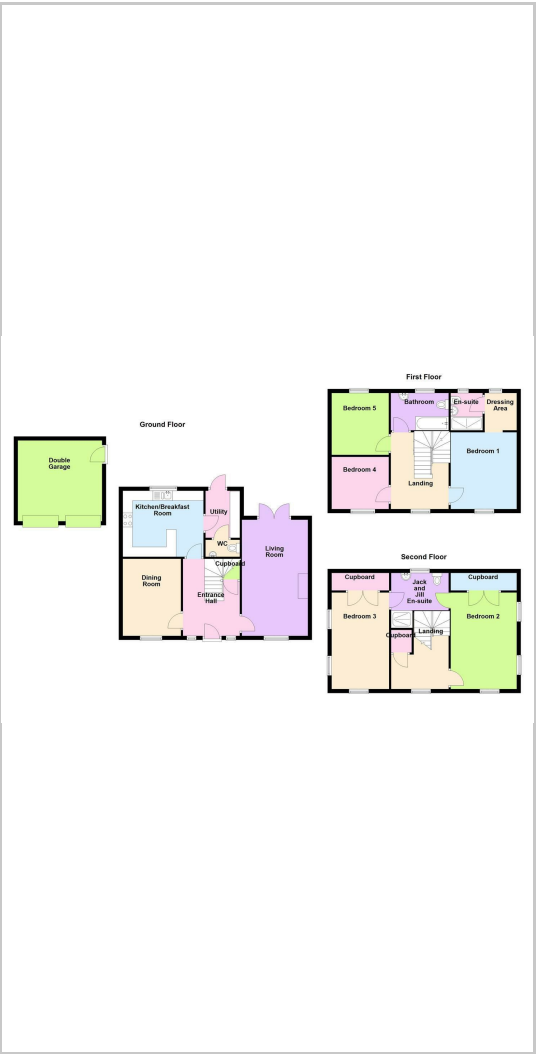 First Floor
Bedroom 5
Bathroom
En-suite
Dressing
Area
Bedroom 1
Bedroom 4
Landing
Ground Floor
Double
Garage
Kitchen/Breakfast
Room
Utility
WC
Cupboard
Living
Room
Dining
Room
Entrance
Hall
Second Floor
Cupboard
Jack
and
Jill
En-suite
Cupboard
Bedroom 3
Cupboard
Landing
Bedroom 2